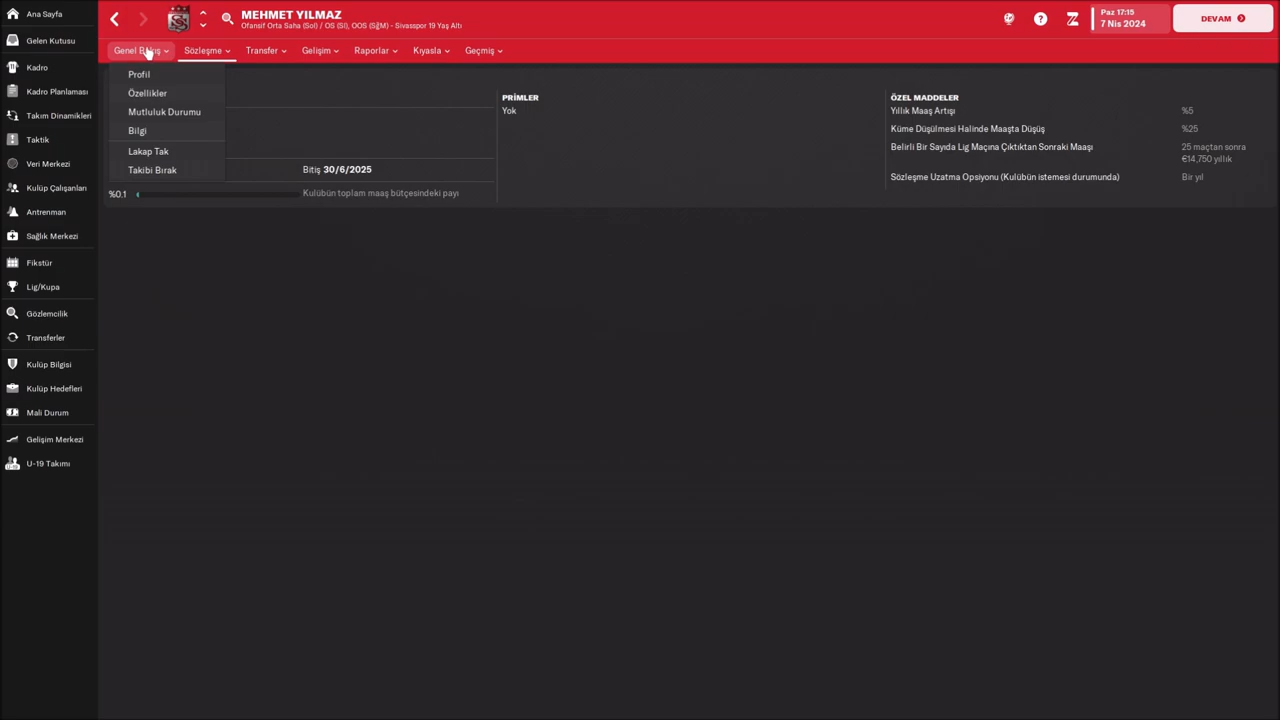 Ana Sayfa
Gelen Kutusu
Kadro
Kadro Planlaması
Takım Dinamikleri
Taktik
Veri Merkezi
Kulüp Çalışanları
Antrenman
Sağlık Merkezi
Fikstür
Lig/Kupa
Gözlemcilik
Transferler
Kulüp Bilgisi
Kulüp Hedefleri
Mali Durum
Gelişim Merkezi
U-19 Takımı
MEHMET YILMAZ
Ofansif Orta Saha (Sol) / OS (Sl), OOS (SğM) - Sivasspor 19 Yaş Altı
Paz 17:15
7 Nis 2024
DEVAM
Genel Bakış
Sözleşme
Transfer
Gelişim
Raporlar
Kıyasla
Geçmiş
Profil
Özellikler
Mutluluk Durumu
Bilgi
Lakap Tak
Takibi Bırak
Bitiş 30/6/2025
%0.1
Kulübün toplam maaş bütçesindeki payı
PRİMLER
Yok
ÖZEL MADDELER
Yıllık Maaş Artışı %5
Küme Düşülmesi Halinde Maaşta Düşüş %25
Belirli Bir Sayıda Lig Maçına Çıktıktan Sonraki Maaşı 25 maçtan sonra
€14,750 yıllık
Sözleşme Uzatma Opsiyonu (Kulübün istemesi durumunda) Bir yıl